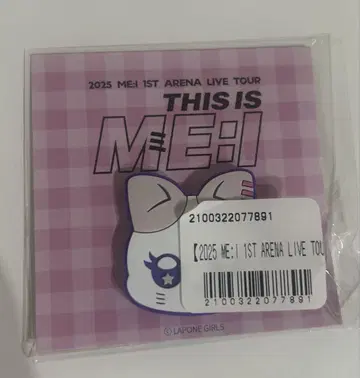 2025 ME:I 1ST ARENA LIVE TOUR
THIS IS
ME:I
2100322077891
【2025 ME:I 1ST ARENA LIVE TOU
2100322077891
© LAPONE GIRLS